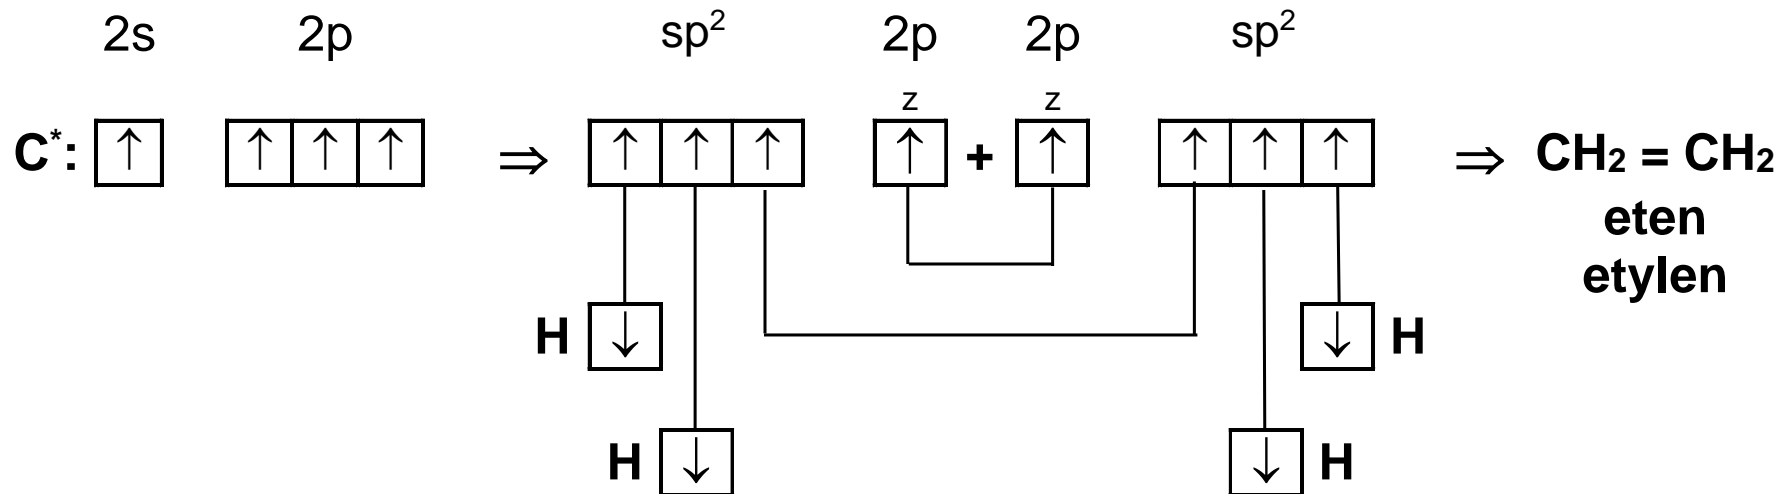 2s 2p sp² 2p 2p sp²
z z
C*: ↑ ↑ ↑ ↑ ⇒ ↑ ↑ ↑ ↑ + ↑ ↑ ↑ ↑ ⇒ CH₂ = CH₂
eten
etylen
H ↓ ↓ H
H ↓ ↓ H